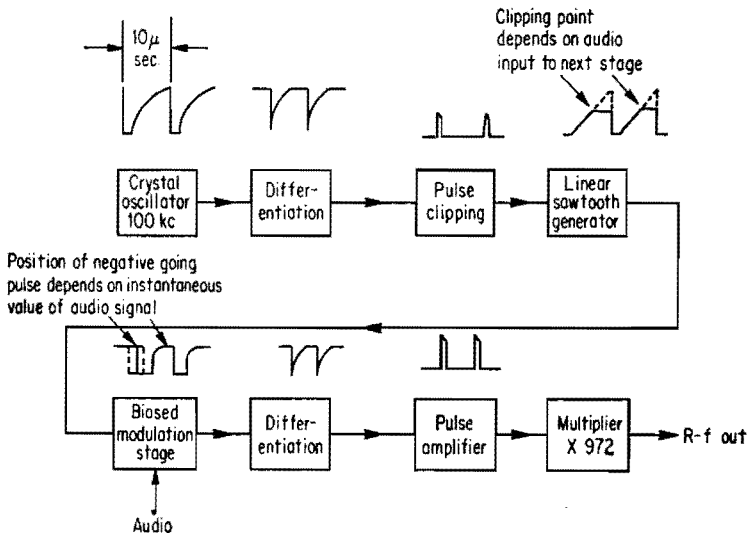 10μ
sec.
Clipping point
depends on audio
input to next stage
Crystal
oscillator
100 kc
Differ-
entiation
Pulse
clipping
Linear
sawtooth
generator
Position of negative going
pulse depends on instantaneous
value of audio signal
Biased
modulation
stage
Differ-
entiation
Pulse
amplifier
Multiplier
X 972
R-f out
Audio